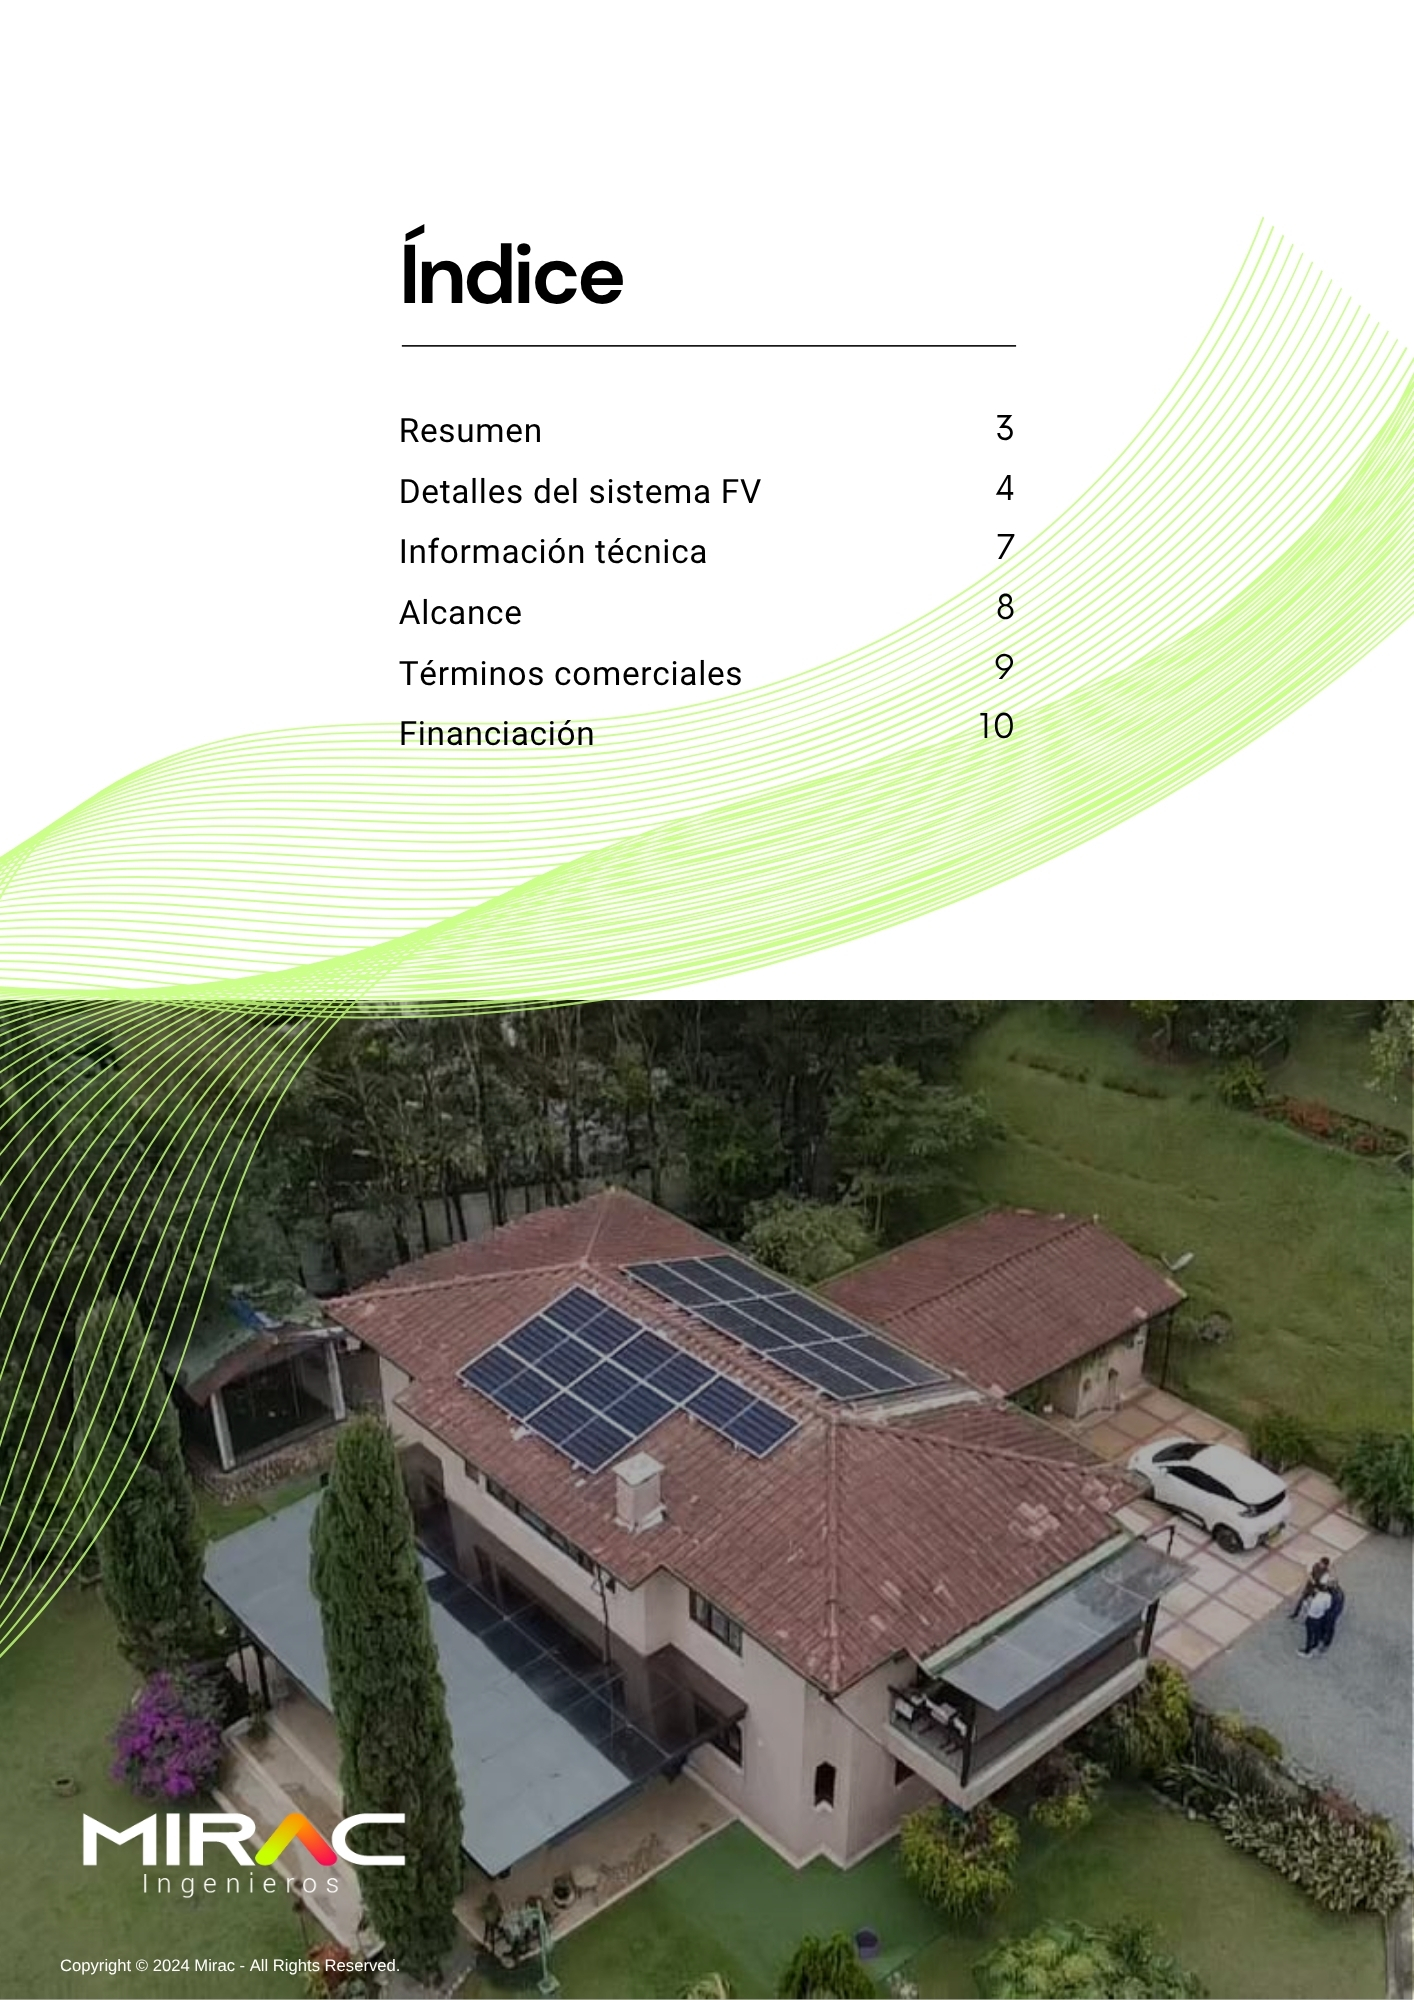 Índice
Resumen 3
Detalles del sistema FV 4
Información técnica 7
Alcance 8
Términos comerciales 9
Financiación 10
MIRAC
Ingenieros
Copyright © 2024 Mirac - All Rights Reserved.